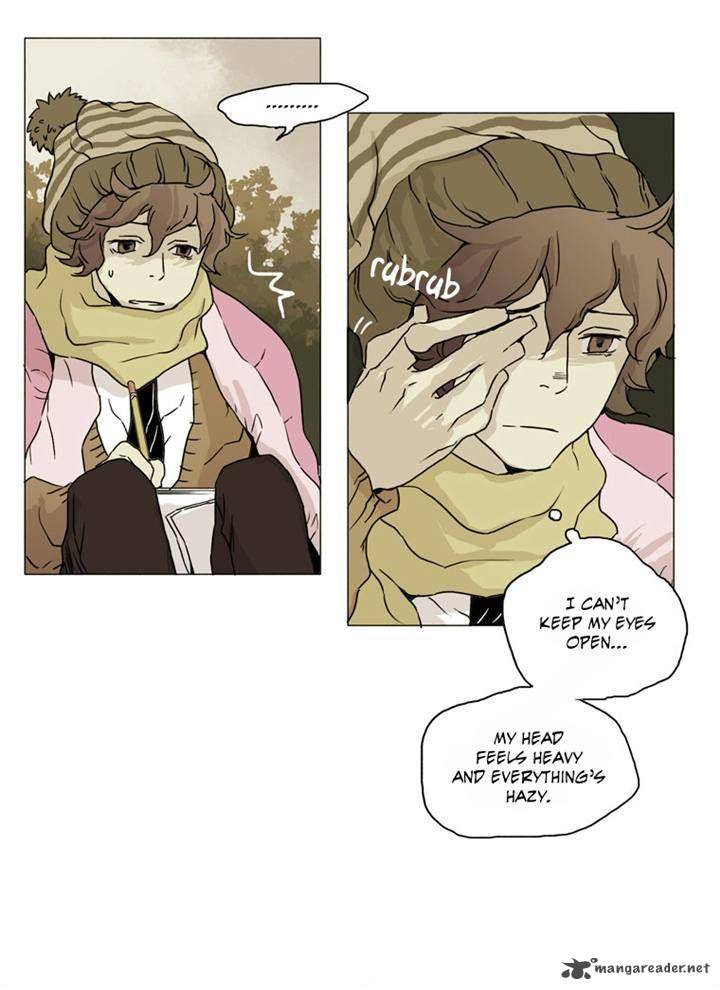 .........
rubrub
I CAN'T
KEEP MY EYES
OPEN...
MY HEAD
FEELS HEAVY
AND EVERYTHING'S
HAZY.
mangareader.net